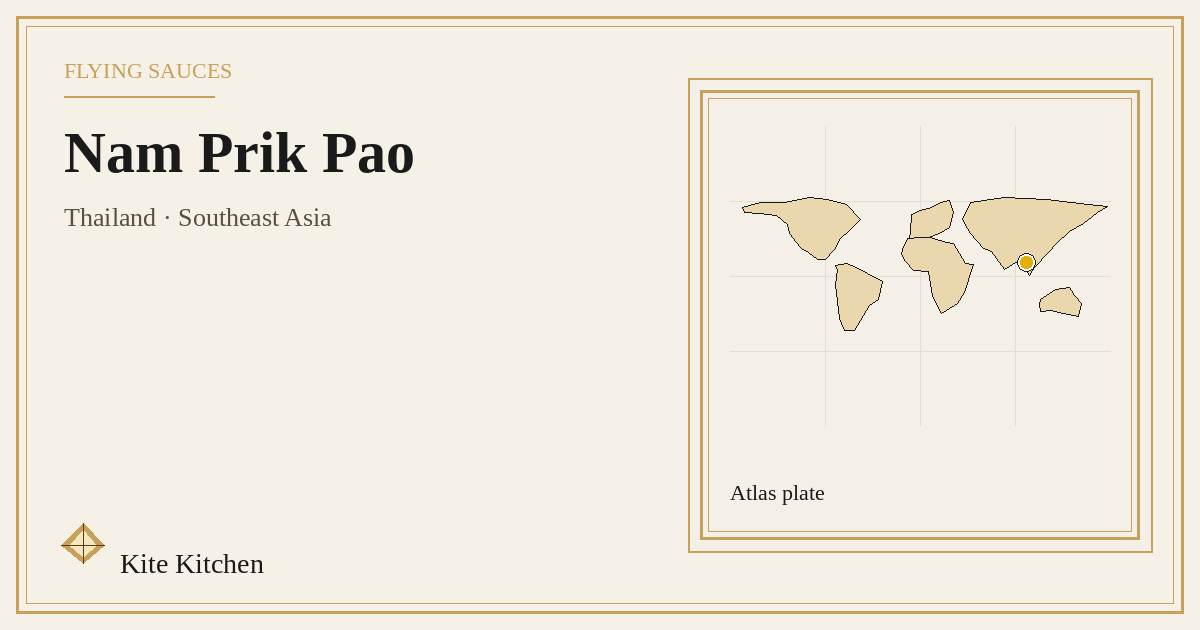 FLYING SAUCES
Nam Prik Pao
Thailand · Southeast Asia
Atlas plate
Kite Kitchen